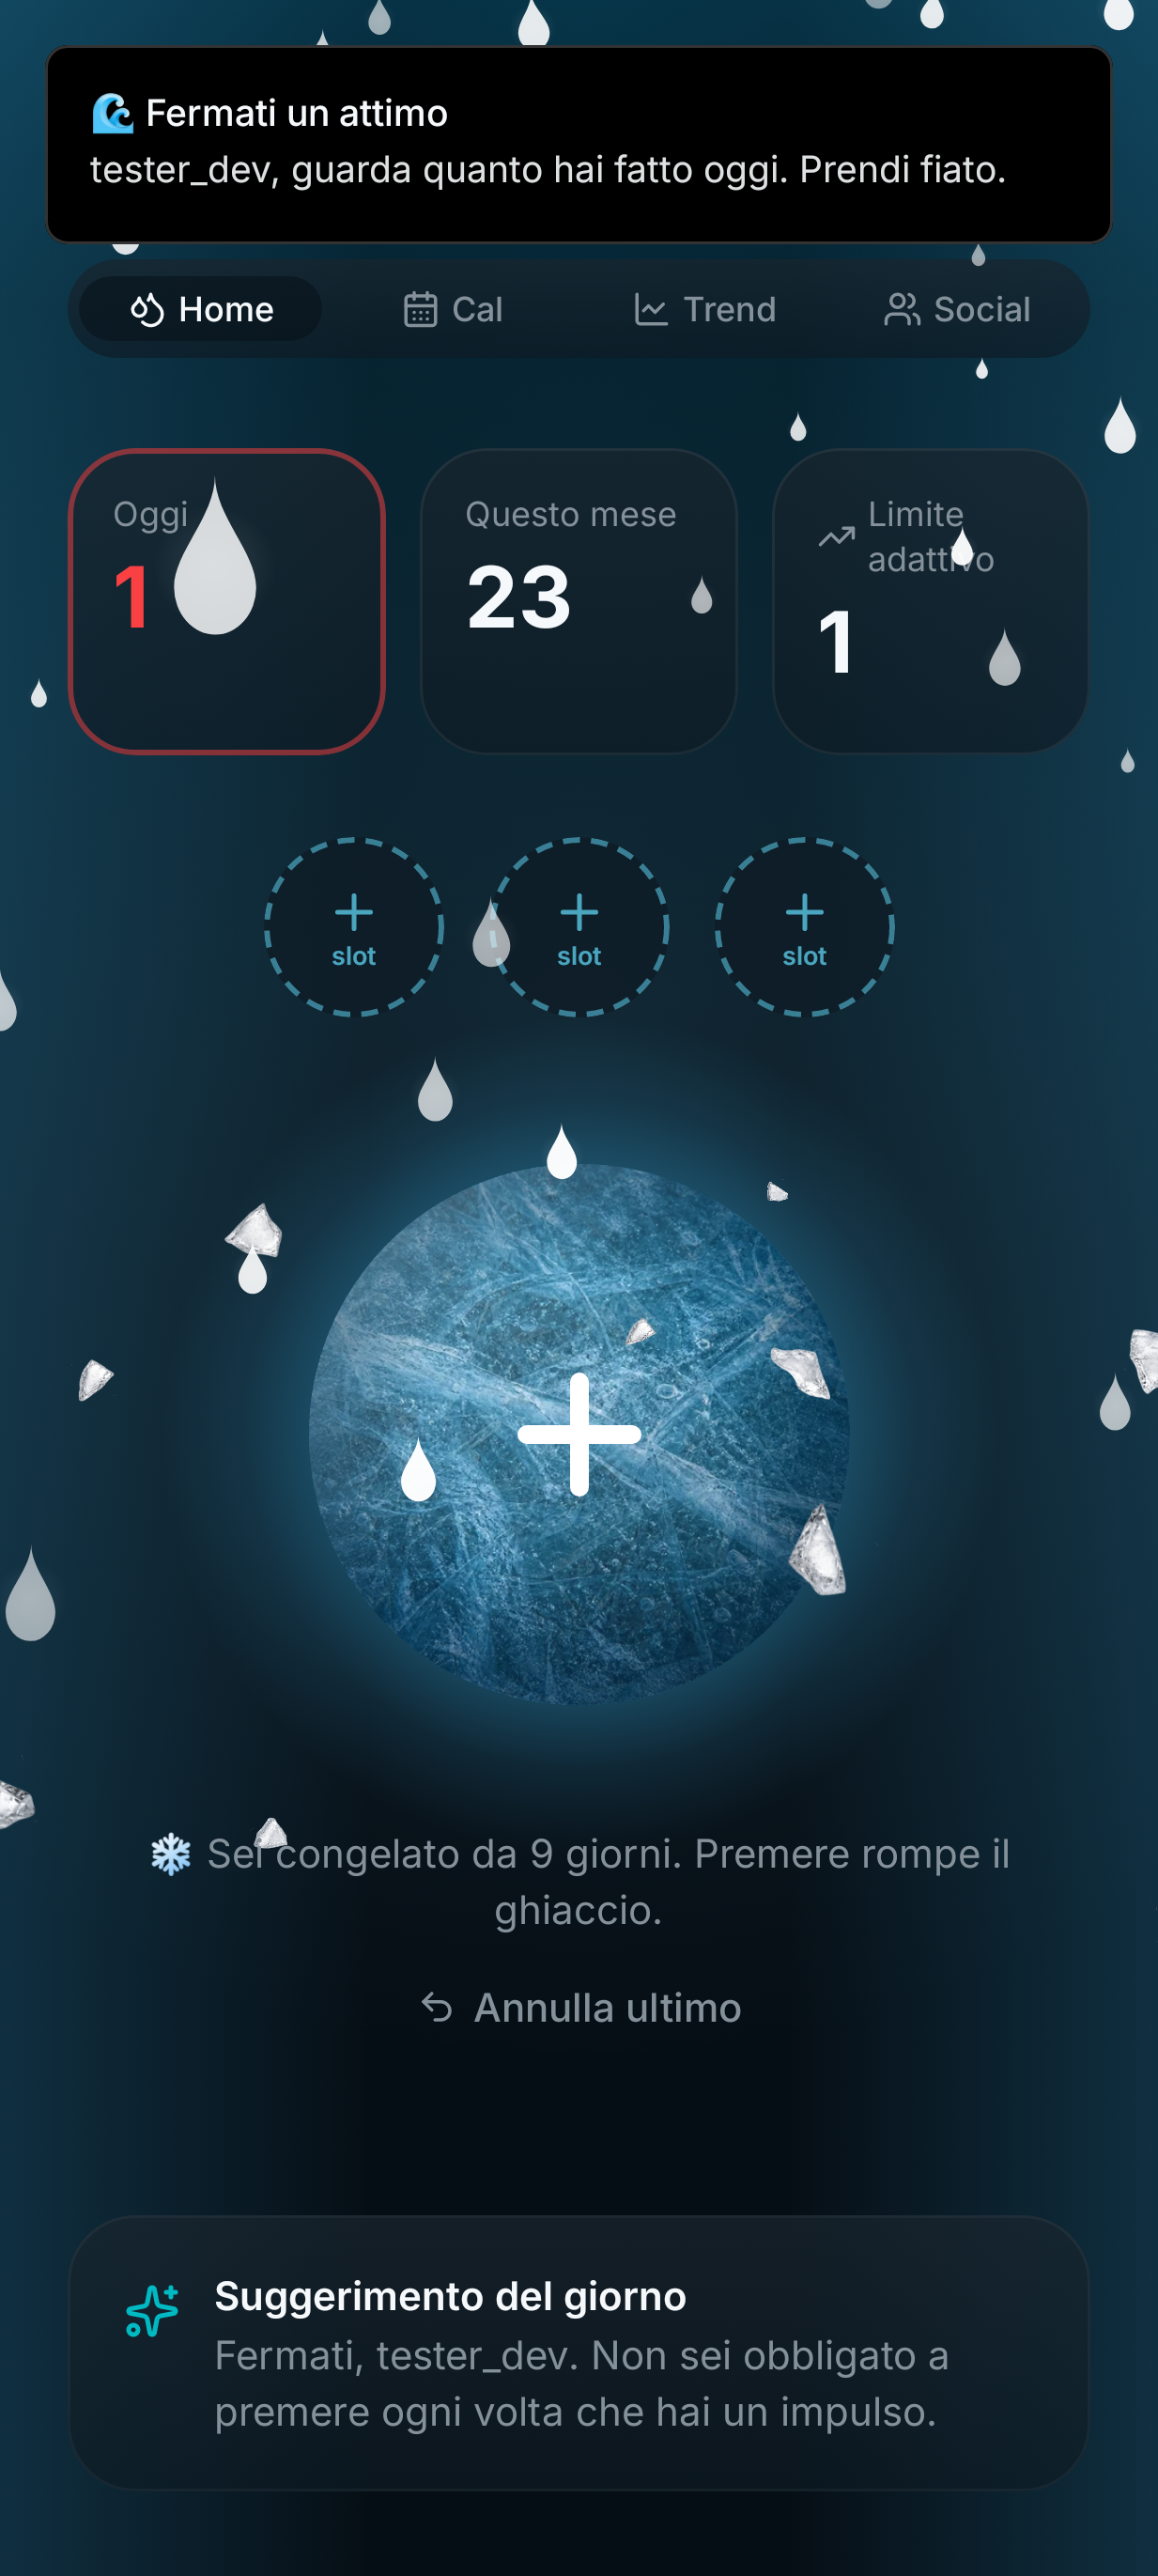 🌊 Fermati un attimo
tester_dev, guarda quanto hai fatto oggi. Prendi fiato.
Home
Cal
Trend
Social
Oggi
1
Questo mese
23
Limite
adattivo
1
slot
slot
slot
❄️ Sei congelato da 9 giorni. Premere rompe il
ghiaccio.
Annulla ultimo
Suggerimento del giorno
Fermati, tester_dev. Non sei obbligato a
premere ogni volta che hai un impulso.